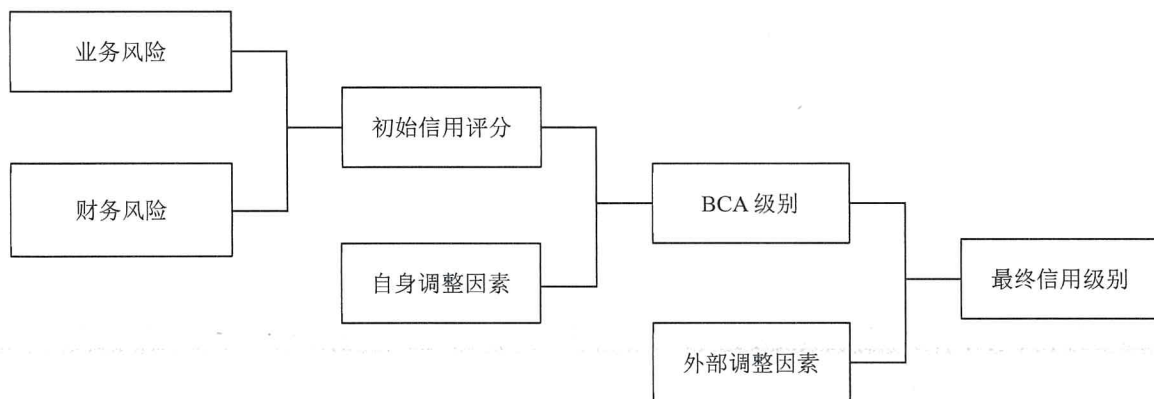 业务风险
初始信用评分
财务风险
BCA 级别
自身调整因素
最终信用级别
外部调整因素